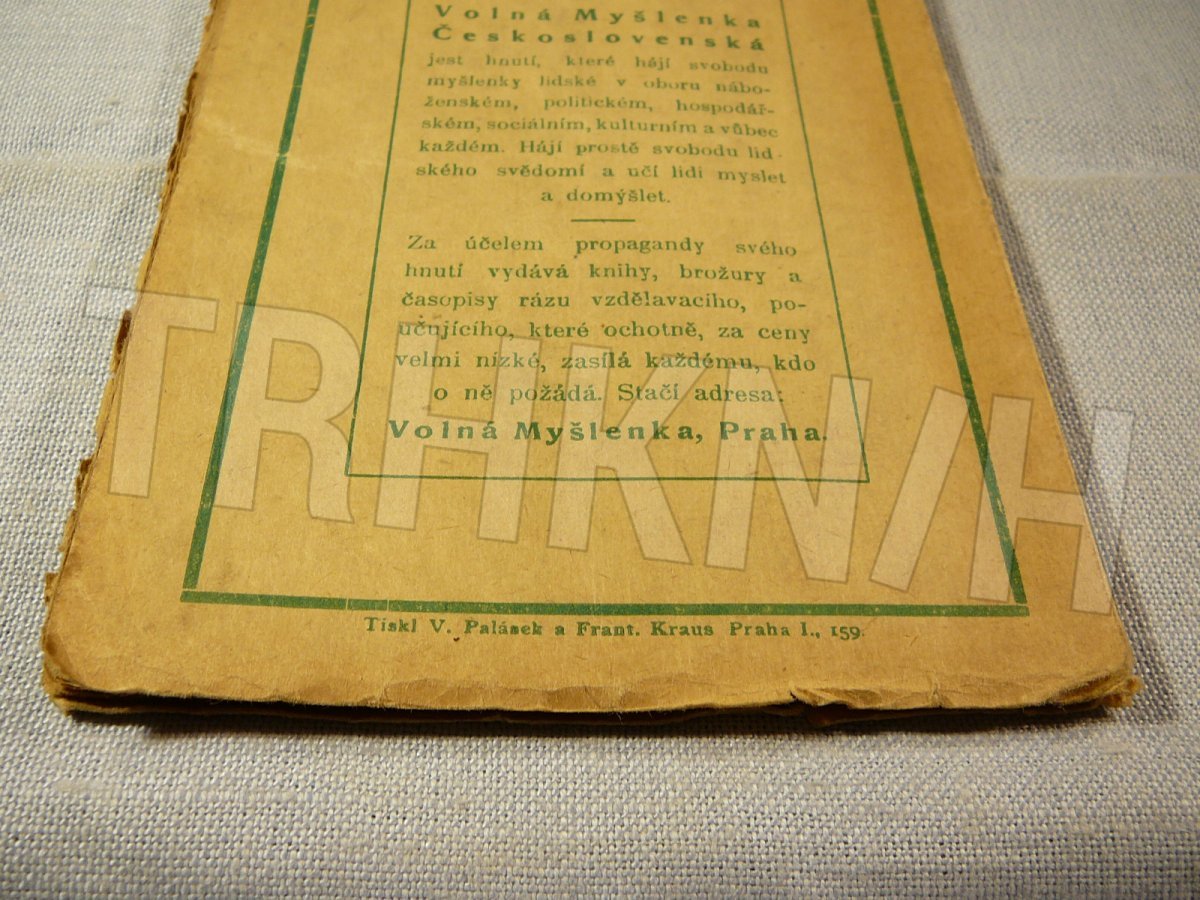 Volná Myšlenka
Československá
jest hnutí, které hájí svobodu
myšlenky lidské v oboru nábo-
ženském, politickém, hospodář-
ském, sociálním, kulturním a vůbec
každém. Hájí prostě svobodu lid-
ského svědomí a učí lidi myslet
a domýšlet.
Za účelem propagandy svého
hnutí vydává knihy, brožury a
časopisy rázu vzdělavacího, po-
učnjícího, které ochotně, za ceny
velmi nízké, zasílá každému, kdo
o ně požádá. Stačí adresa:
Volná Myšlenka, Praha.
Tiskl V. Palásek a Frant. Kraus Praha I., 159.
TRHKNIH